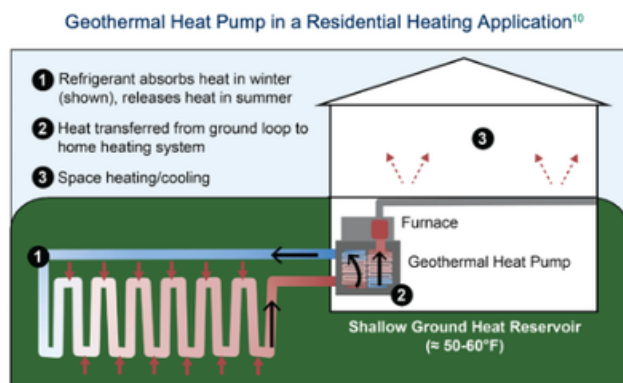 Geothermal Heat Pump in a Residential Heating Application¹⁰
1 Refrigerant absorbs heat in winter
(shown), releases heat in summer
2 Heat transferred from ground loop to
home heating system
3 Space heating/cooling
3
Furnace
1
Geothermal Heat Pump
2
Shallow Ground Heat Reservoir
(≈ 50-60°F)